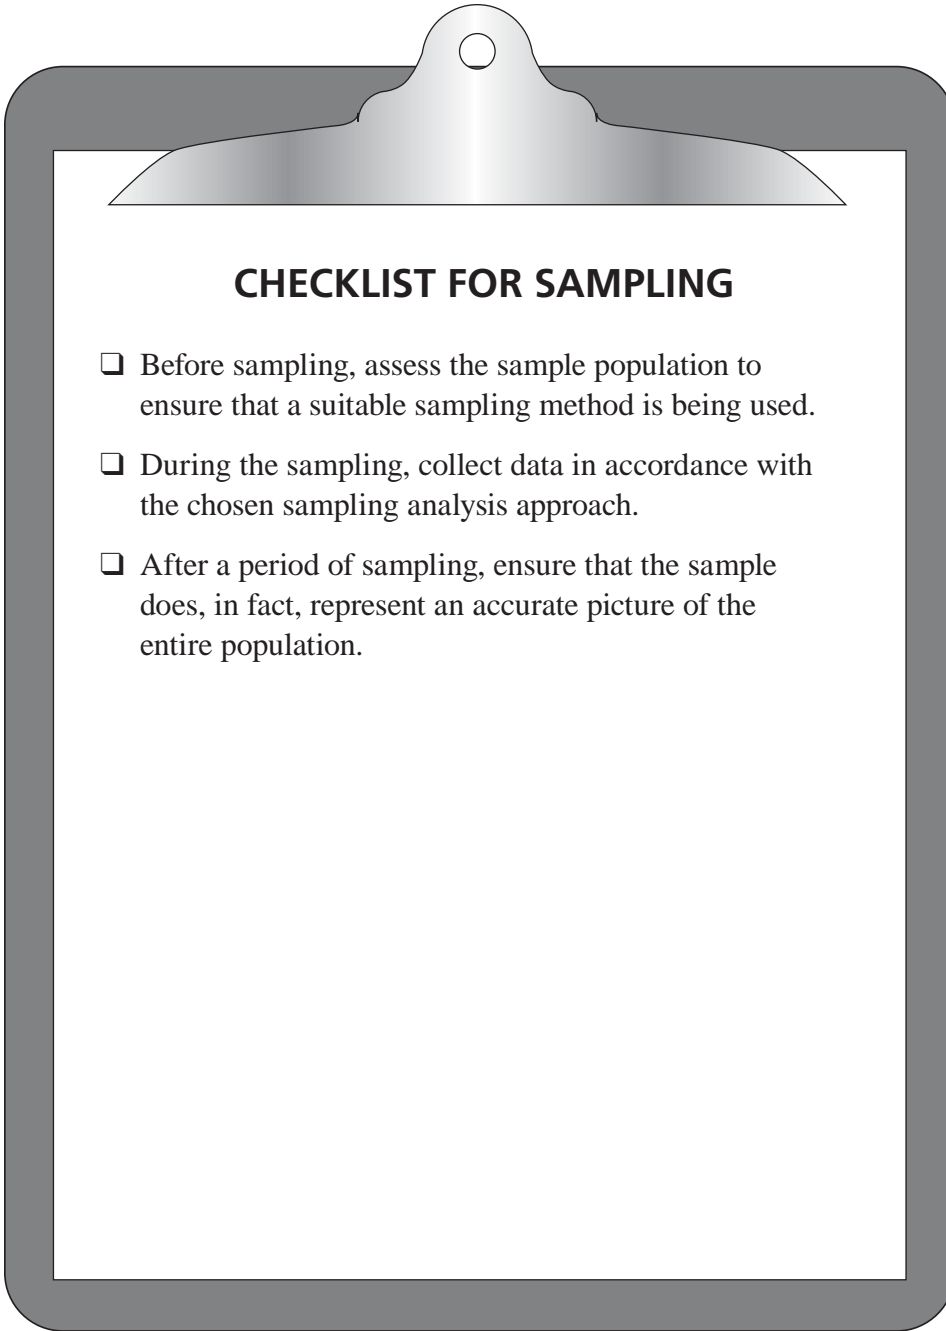 CHECKLIST FOR SAMPLING
❏ Before sampling, assess the sample population to
ensure that a suitable sampling method is being used.
❏ During the sampling, collect data in accordance with
the chosen sampling analysis approach.
❏ After a period of sampling, ensure that the sample
does, in fact, represent an accurate picture of the
entire population.